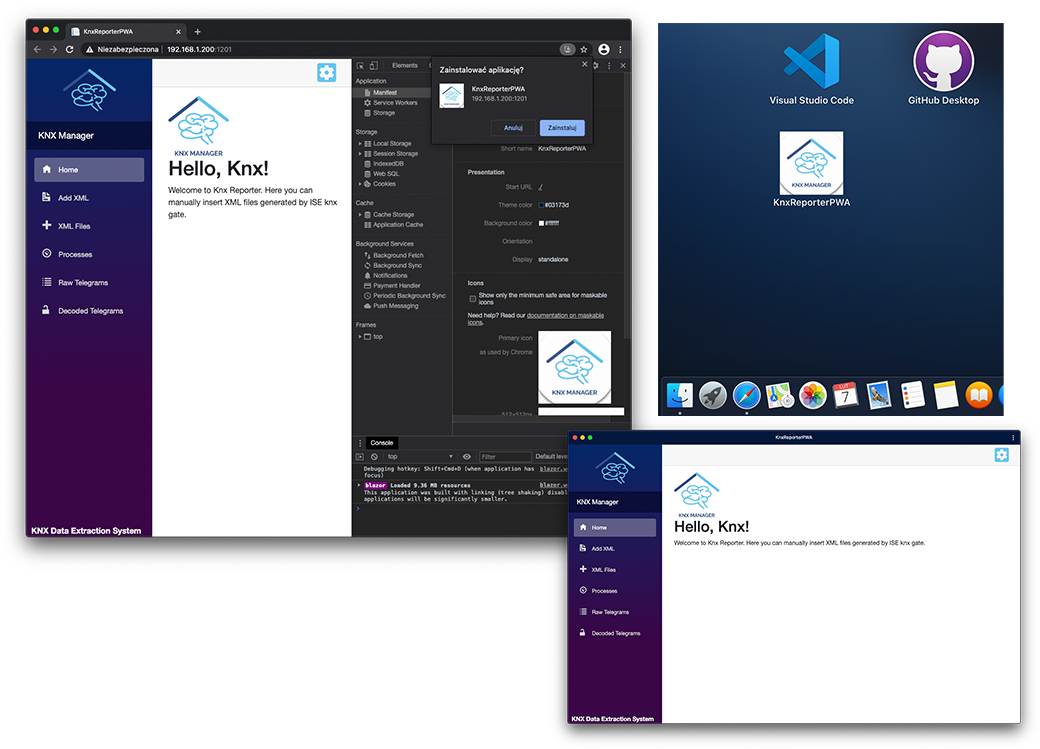 KnxReporterPWA
Niezabezpieczona
192.168.1.200:1201
KNX Manager
Home
Add XML
XML Files
Processes
Raw Telegrams
Decoded Telegrams
KNX Data Extraction System
KNX MANAGER
Hello, Knx!
Welcome to Knx Reporter. Here you can
manually insert XML files generated by ISE knx
gate.
Elements
Application
Manifest
Service Workers
Storage
Storage
Local Storage
Session Storage
IndexedDB
Web SQL
Cookies
Cache
Cache Storage
Application Cache
Background Services
Background Fetch
Background Sync
Notifications
Payment Handler
Periodic Background Sync
Push Messaging
Frames
top
Zainstalować aplikację?
KnxReporterPWA
192.168.1.200:1201
Anuluj
Zainstaluj
Short name KnxReporterPWA
Presentation
Start URL /
Theme color #03173d
Background color #ffffff
Orientation
Display standalone
Icons
Show only the minimum safe area for maskable
icons
Need help? Read our documentation on maskable
icons.
Primary icon
as used by Chrome
KNX MANAGER
512×512px
Console
top
Filter
Default leve
Debugging hotkey: Shift+Cmd+D (when application has
focus)
blazor.w
blazor Loaded 9.36 MB resources
blazor.w
This application was built with linking (tree shaking) disabl
applications will be significantly smaller.
Visual Studio Code
GitHub Desktop
KNX MANAGER
KnxReporterPWA
LUT
7
KnxReporterPWA
KNX Manager
Home
Add XML
XML Files
Processes
Raw Telegrams
Decoded Telegrams
KNX Data Extraction System
KNX MANAGER
Hello, Knx!
Welcome to Knx Reporter. Here you can manually insert XML files generated by ISE knx gate.